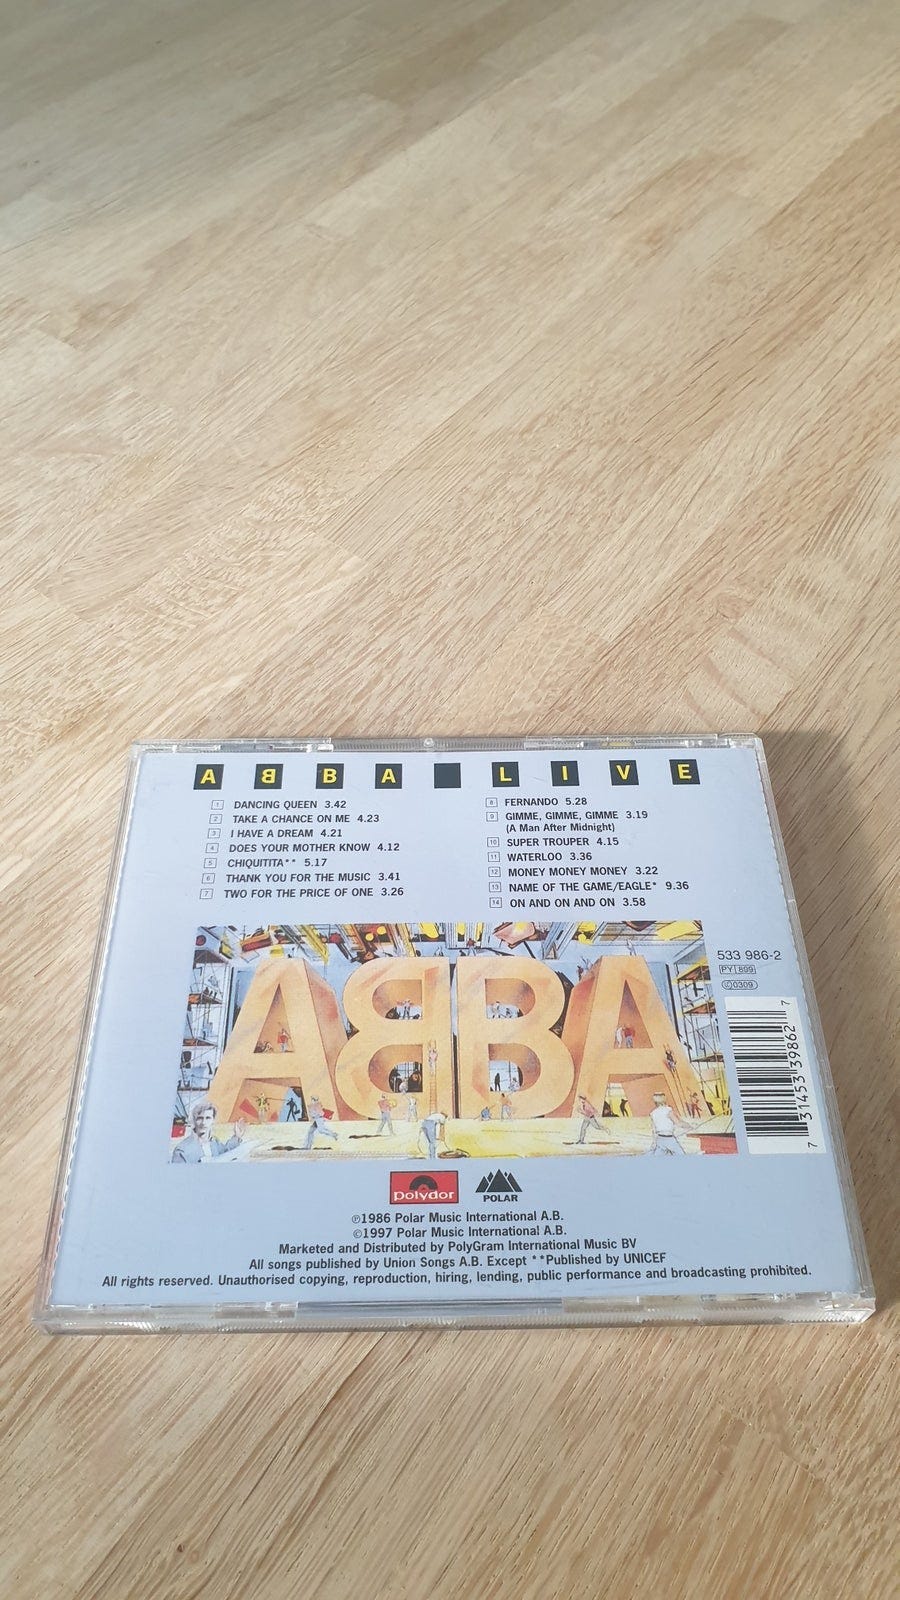 ABBA LIVE
1 DANCING QUEEN 3.42
2 TAKE A CHANCE ON ME 4.23
3 I HAVE A DREAM 4.21
4 DOES YOUR MOTHER KNOW 4.12
5 CHIQUITITA** 5.17
6 THANK YOU FOR THE MUSIC 3.41
7 TWO FOR THE PRICE OF ONE 3.26
8 FERNANDO 5.28
9 GIMME, GIMME, GIMME 3.19
(A Man After Midnight)
10 SUPER TROUPER 4.15
11 WATERLOO 3.36
12 MONEY MONEY MONEY 3.22
13 NAME OF THE GAME/EAGLE* 9.36
14 ON AND ON AND ON 3.58
ABBA
533 986-2
PY 899
LC 0309
7 31453 39862 7
polydor
POLAR
℗1986 Polar Music International A.B.
©1997 Polar Music International A.B.
Marketed and Distributed by PolyGram International Music BV
All songs published by Union Songs A.B. Except **Published by UNICEF
All rights reserved. Unauthorised copying, reproduction, hiring, lending, public performance and broadcasting prohibited.